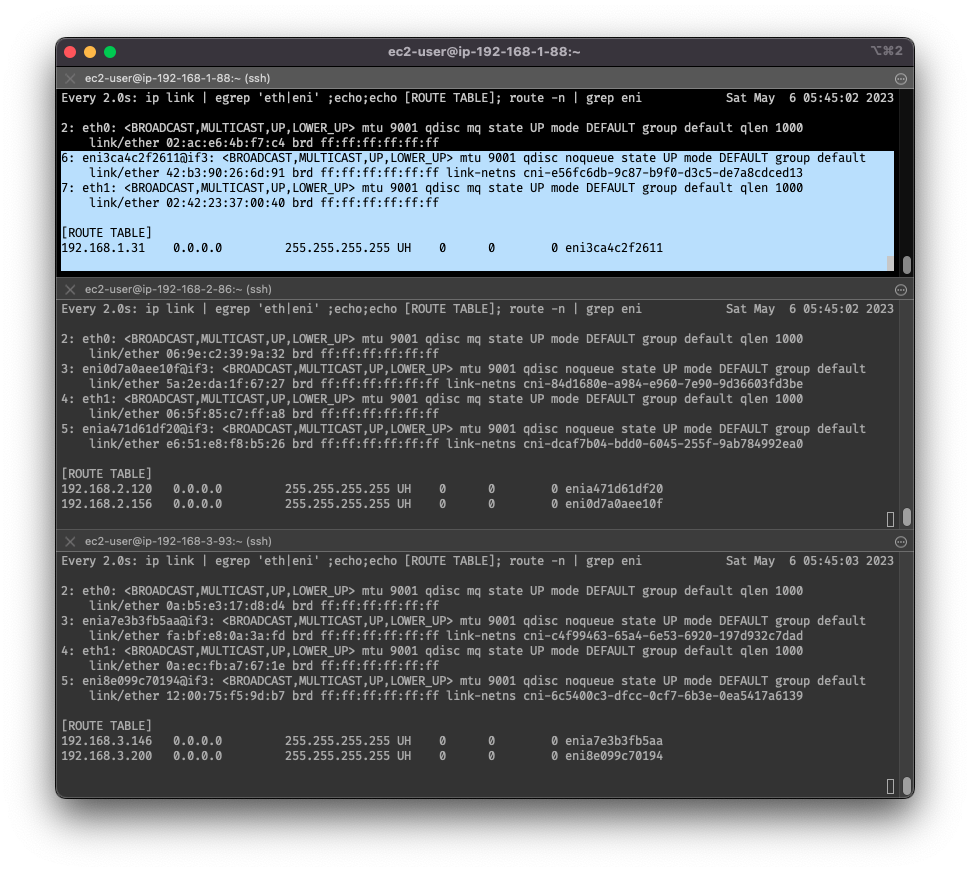 ec2-user@ip-192-168-1-88:~
⌥⌘2
ec2-user@ip-192-168-1-88:~ (ssh)
Every 2.0s: ip link | egrep 'eth|eni' ;echo;echo [ROUTE TABLE]; route -n | grep eni Sat May 6 05:45:02 2023
2: eth0: <BROADCAST,MULTICAST,UP,LOWER_UP> mtu 9001 qdisc mq state UP mode DEFAULT group default qlen 1000
link/ether 02:ac:e6:4b:f7:c4 brd ff:ff:ff:ff:ff:ff
6: eni3ca4c2f2611@if3: <BROADCAST,MULTICAST,UP,LOWER_UP> mtu 9001 qdisc noqueue state UP mode DEFAULT group default
link/ether 42:b3:90:26:6d:91 brd ff:ff:ff:ff:ff:ff link-netns cni-e56fc6db-9c87-b9f0-d3c5-de7a8cdced13
7: eth1: <BROADCAST,MULTICAST,UP,LOWER_UP> mtu 9001 qdisc mq state UP mode DEFAULT group default qlen 1000
link/ether 02:42:23:37:00:40 brd ff:ff:ff:ff:ff:ff
[ROUTE TABLE]
192.168.1.31 0.0.0.0 255.255.255.255 UH 0 0 0 eni3ca4c2f2611
ec2-user@ip-192-168-2-86:~ (ssh)
Every 2.0s: ip link | egrep 'eth|eni' ;echo;echo [ROUTE TABLE]; route -n | grep eni Sat May 6 05:45:02 2023
2: eth0: <BROADCAST,MULTICAST,UP,LOWER_UP> mtu 9001 qdisc mq state UP mode DEFAULT group default qlen 1000
link/ether 06:9e:c2:39:9a:32 brd ff:ff:ff:ff:ff:ff
3: eni0d7a0aee10f@if3: <BROADCAST,MULTICAST,UP,LOWER_UP> mtu 9001 qdisc noqueue state UP mode DEFAULT group default
link/ether 5a:2e:da:1f:67:27 brd ff:ff:ff:ff:ff:ff link-netns cni-84d1680e-a984-e960-7e90-9d36603fd3be
4: eth1: <BROADCAST,MULTICAST,UP,LOWER_UP> mtu 9001 qdisc mq state UP mode DEFAULT group default qlen 1000
link/ether 06:5f:85:c7:ff:a8 brd ff:ff:ff:ff:ff:ff
5: enia471d61df20@if3: <BROADCAST,MULTICAST,UP,LOWER_UP> mtu 9001 qdisc noqueue state UP mode DEFAULT group default
link/ether e6:51:e8:f8:b5:26 brd ff:ff:ff:ff:ff:ff link-netns cni-dcaf7b04-bdd0-6045-255f-9ab784992ea0
[ROUTE TABLE]
192.168.2.120 0.0.0.0 255.255.255.255 UH 0 0 0 enia471d61df20
192.168.2.156 0.0.0.0 255.255.255.255 UH 0 0 0 eni0d7a0aee10f
ec2-user@ip-192-168-3-93:~ (ssh)
Every 2.0s: ip link | egrep 'eth|eni' ;echo;echo [ROUTE TABLE]; route -n | grep eni Sat May 6 05:45:03 2023
2: eth0: <BROADCAST,MULTICAST,UP,LOWER_UP> mtu 9001 qdisc mq state UP mode DEFAULT group default qlen 1000
link/ether 0a:b5:e3:17:d8:d4 brd ff:ff:ff:ff:ff:ff
3: enia7e3b3fb5aa@if3: <BROADCAST,MULTICAST,UP,LOWER_UP> mtu 9001 qdisc noqueue state UP mode DEFAULT group default
link/ether fa:bf:e8:0a:3a:fd brd ff:ff:ff:ff:ff:ff link-netns cni-c4f99463-65a4-6e53-6920-197d932c7dad
4: eth1: <BROADCAST,MULTICAST,UP,LOWER_UP> mtu 9001 qdisc mq state UP mode DEFAULT group default qlen 1000
link/ether 0a:ec:fb:a7:67:1e brd ff:ff:ff:ff:ff:ff
5: eni8e099c70194@if3: <BROADCAST,MULTICAST,UP,LOWER_UP> mtu 9001 qdisc noqueue state UP mode DEFAULT group default
link/ether 12:00:75:f5:9d:b7 brd ff:ff:ff:ff:ff:ff link-netns cni-6c5400c3-dfcc-0cf7-6b3e-0ea5417a6139
[ROUTE TABLE]
192.168.3.146 0.0.0.0 255.255.255.255 UH 0 0 0 enia7e3b3fb5aa
192.168.3.200 0.0.0.0 255.255.255.255 UH 0 0 0 eni8e099c70194